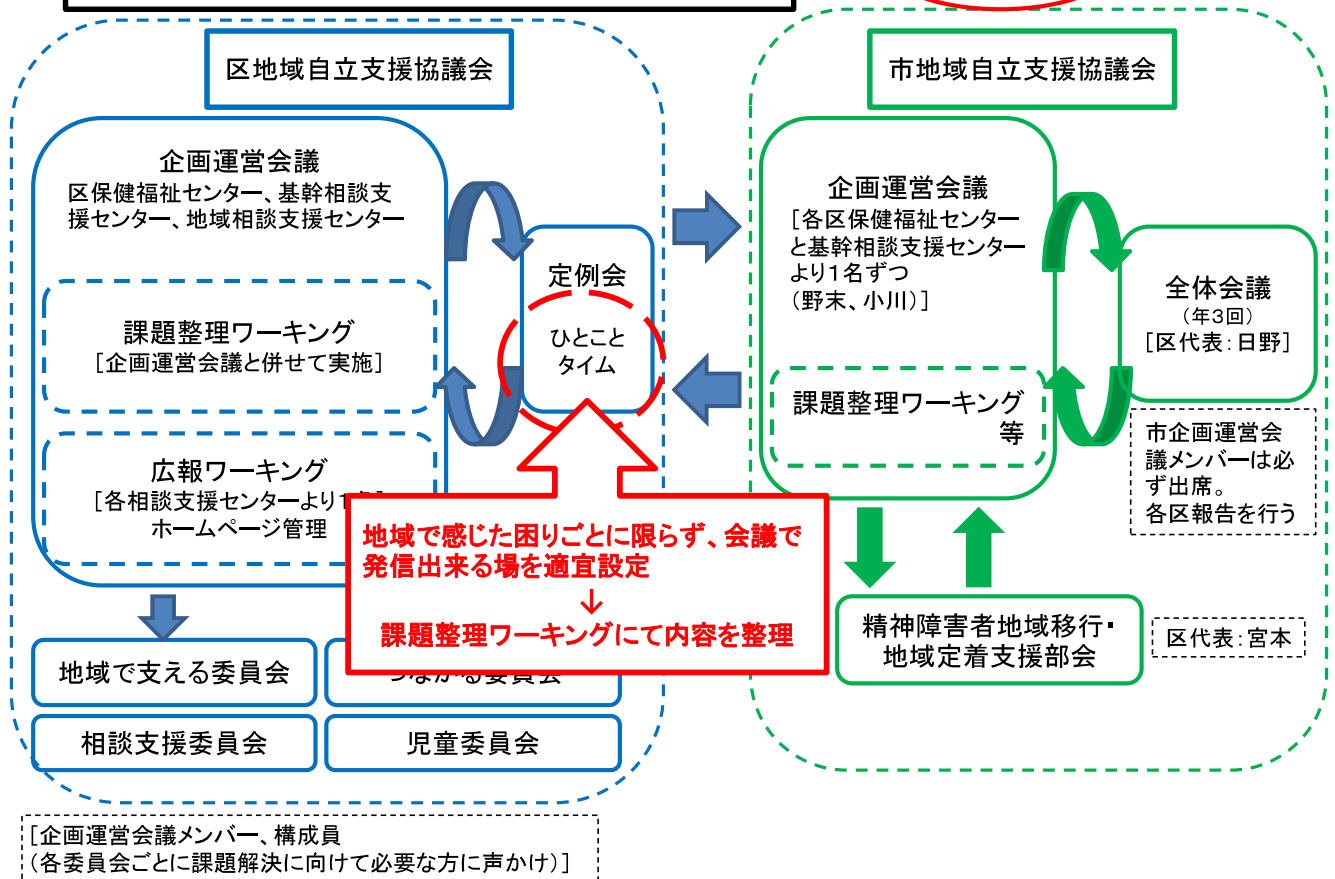 区地域自立支援協議会
企画運営会議
区保健福祉センター、基幹相談支
援センター、地域相談支援センター
課題整理ワーキング
[企画運営会議と併せて実施]
広報ワーキング
[各相談支援センターより1
ホームページ管理
定例会
ひとこと
タイム
地域で感じた困りごとに限らず、会議で
発信出来る場を適宜設定
↓
課題整理ワーキングにて内容を整理
地域で支える委員会
つながる委員会
相談支援委員会
児童委員会
[企画運営会議メンバー、構成員
(各委員会ごとに課題解決に向けて必要な方に声かけ)]
市地域自立支援協議会
企画運営会議
[各区保健福祉センター
と基幹相談支援センター
より1名ずつ
(野末、小川)]
課題整理ワーキング
等
全体会議
(年3回)
[区代表:日野]
市企画運営会
議メンバーは必
ず出席。
各区報告を行う
精神障害者地域移行・
地域定着支援部会
区代表:宮本